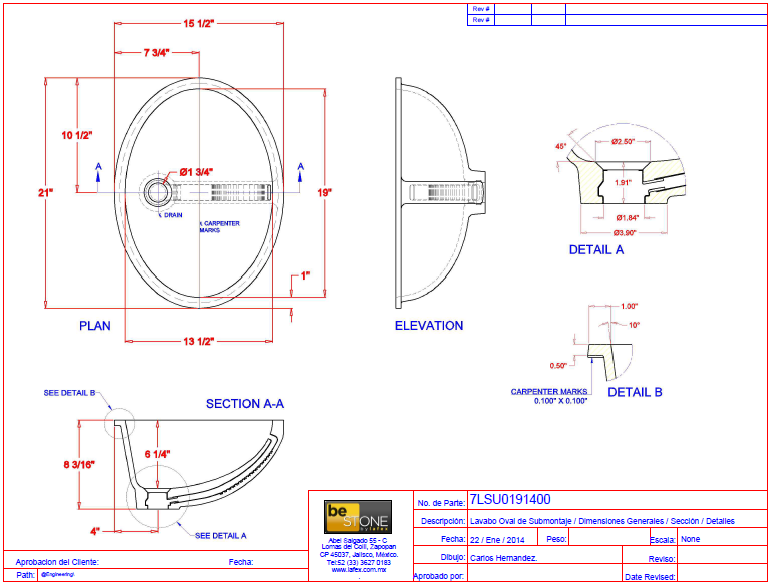 Rev #
Rev #
15 1/2"
7 3/4"
10 1/2"
A
A
Ø1 3/4"
21"
19"
DRAIN
CARPENTER
MARKS
1"
PLAN
13 1/2"
ELEVATION
45°
Ø2.50"
1.91"
Ø1.84"
Ø3.90"
DETAIL A
1.00"
10°
0.50"
CARPENTER MARKS
0.100" X 0.100"
DETAIL B
SEE DETAIL B
SECTION A-A
6 1/4"
8 3/16"
4"
SEE DETAIL A
be
STONE
by lafex
Abel Salgado 55 - C
Lomas del Colli, Zapopan
CP 45037, Jalisco, México.
Tel:52 (33) 3627 0183
www.lafex.com.mx
.
No. de Parte: 7LSU0191400
Descripción: Lavabo Oval de Submontaje / Dimensiones Generales / Sección / Detalles
Fecha: 22 / Ene / 2014 Peso: Escala: None
Dibujo: Carlos Hernandez. Reviso:
Aprobado por: Date Revised:
Aprobacion del Cliente: Fecha:
Path: @Engineering\